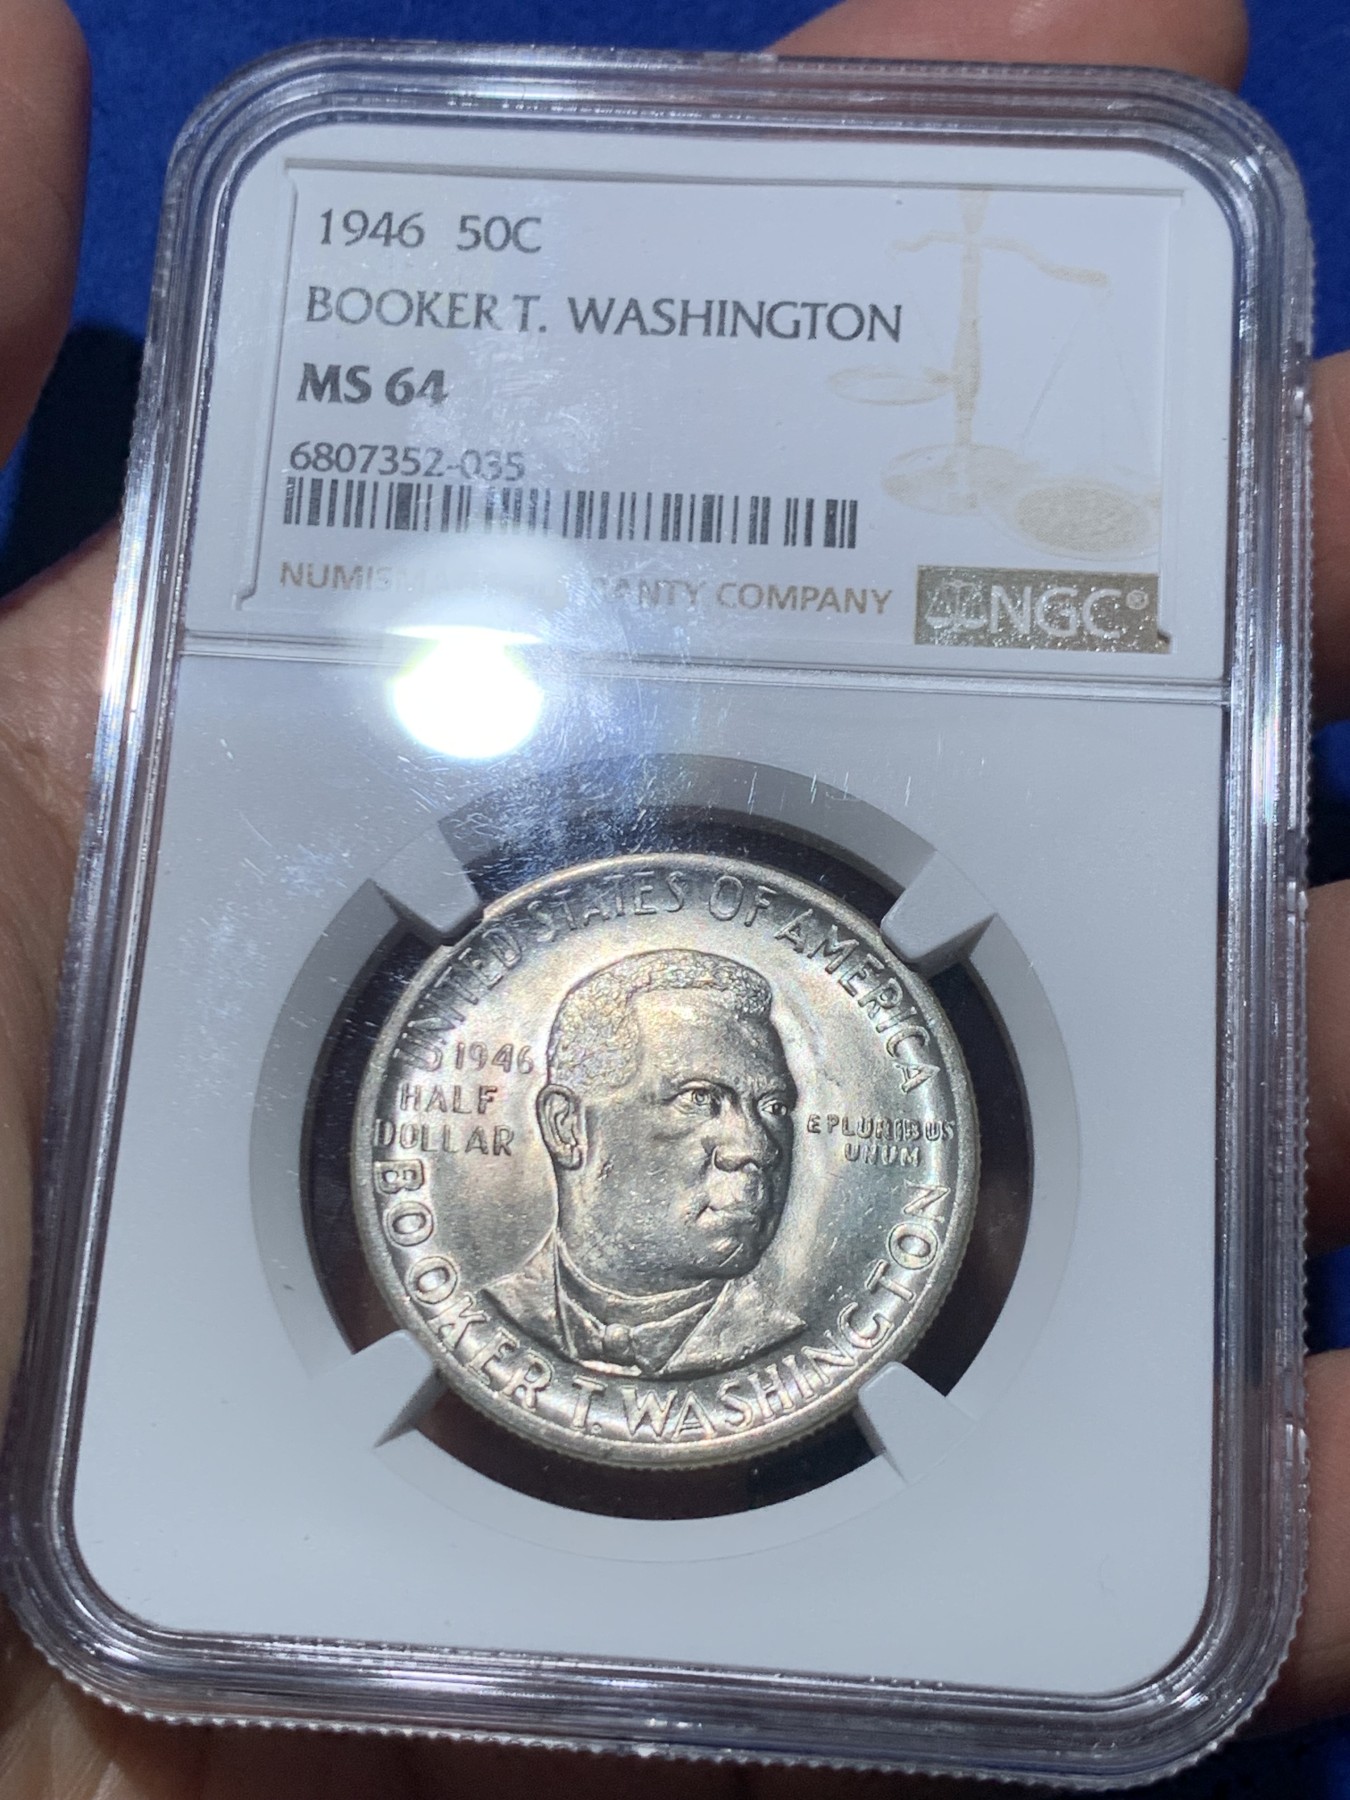 1946 50C
BOOKER T. WASHINGTON
MS 64
6807352-035
COMPANY
NGC®
UNITED STATES OF AMERICA
1946
HALF
DOLLAR
E PLURIBUS
UNUM
BOOKER T. WASHINGTON